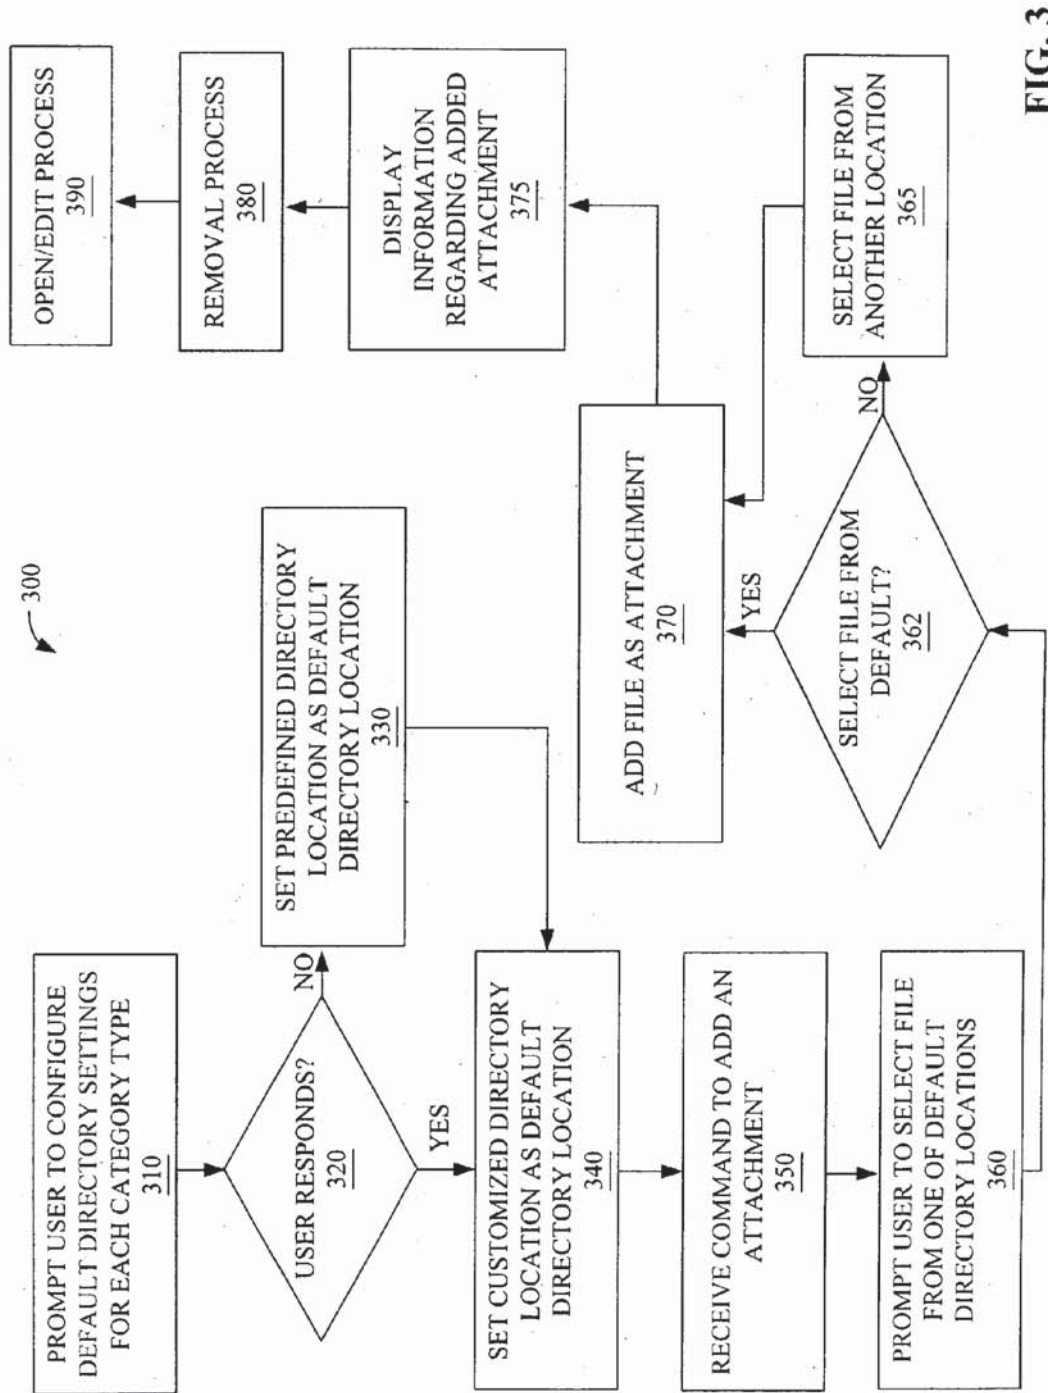 300
PROMPT USER TO CONFIGURE
DEFAULT DIRECTORY SETTINGS
FOR EACH CATEGORY TYPE
310
USER RESPONDS?
320
NO
YES
SET PREDEFINED DIRECTORY
LOCATION AS DEFAULT
DIRECTORY LOCATION
330
SET CUSTOMIZED DIRECTORY
LOCATION AS DEFAULT
DIRECTORY LOCATION
340
RECEIVE COMMAND TO ADD AN
ATTACHMENT
350
PROMPT USER TO SELECT FILE
FROM ONE OF DEFAULT
DIRECTORY LOCATIONS
360
SELECT FILE FROM
DEFAULT?
362
YES
NO
SELECT FILE FROM
ANOTHER LOCATION
365
ADD FILE AS ATTACHMENT
370
DISPLAY
INFORMATION
REGARDING ADDED
ATTACHMENT
375
REMOVAL PROCESS
380
OPEN/EDIT PROCESS
390
FIG. 3